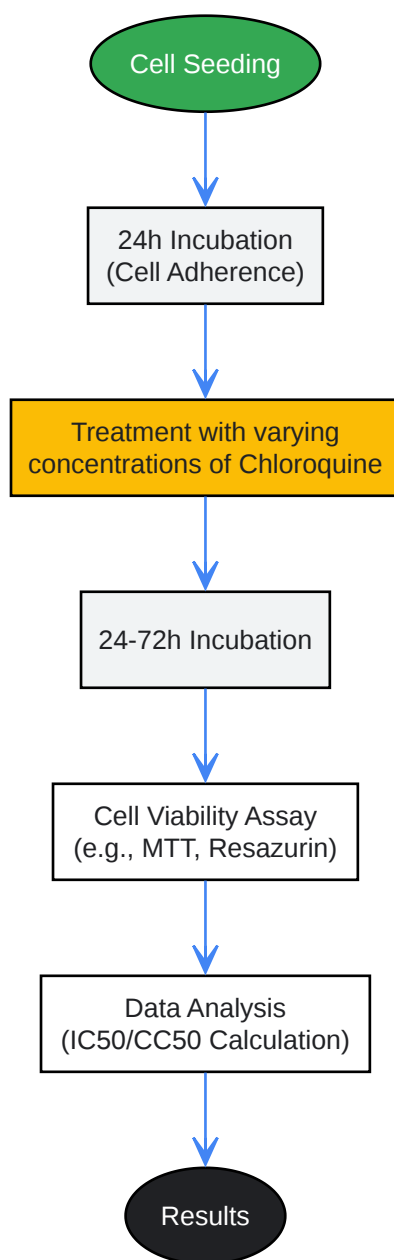 Cell Seeding
24h Incubation
(Cell Adherence)
Treatment with varying
concentrations of Chloroquine
24-72h Incubation
Cell Viability Assay
(e.g., MTT, Resazurin)
Data Analysis
(IC50/CC50 Calculation)
Results